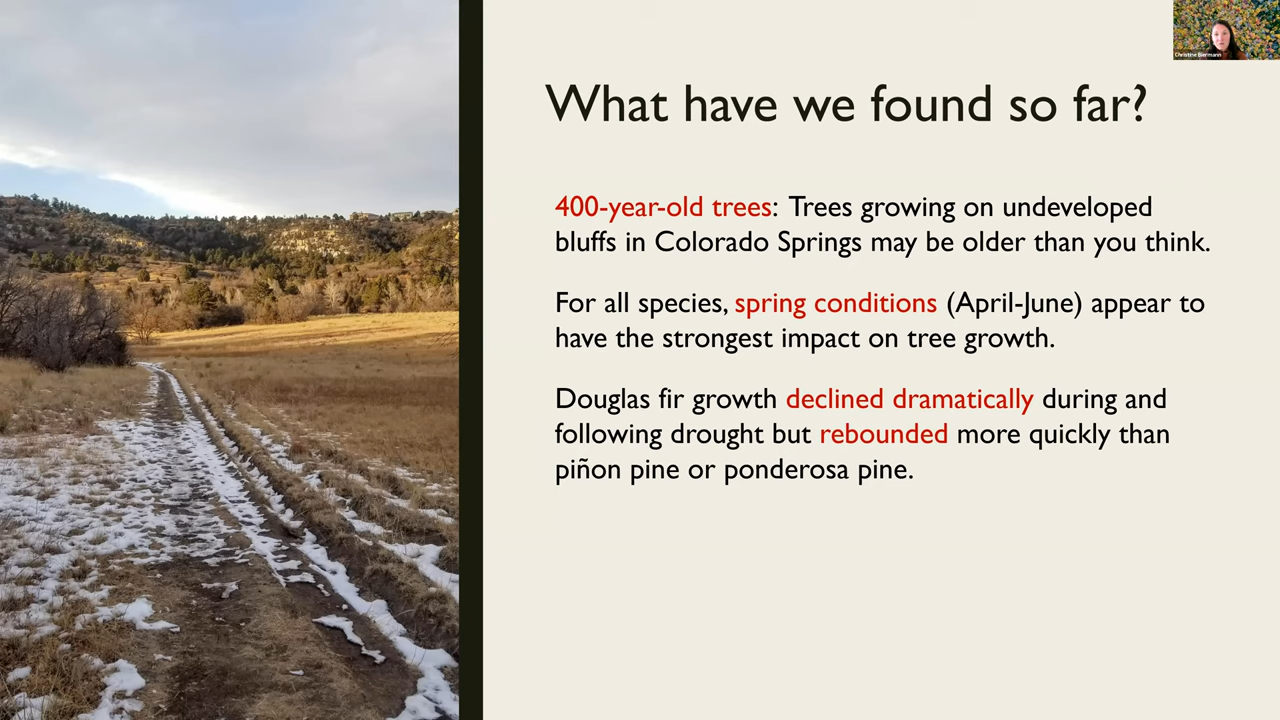 Christine Biermann
What have we found so far?
400-year-old trees: Trees growing on undeveloped
bluffs in Colorado Springs may be older than you think.
For all species, spring conditions (April-June) appear to
have the strongest impact on tree growth.
Douglas fir growth declined dramatically during and
following drought but rebounded more quickly than
piñon pine or ponderosa pine.